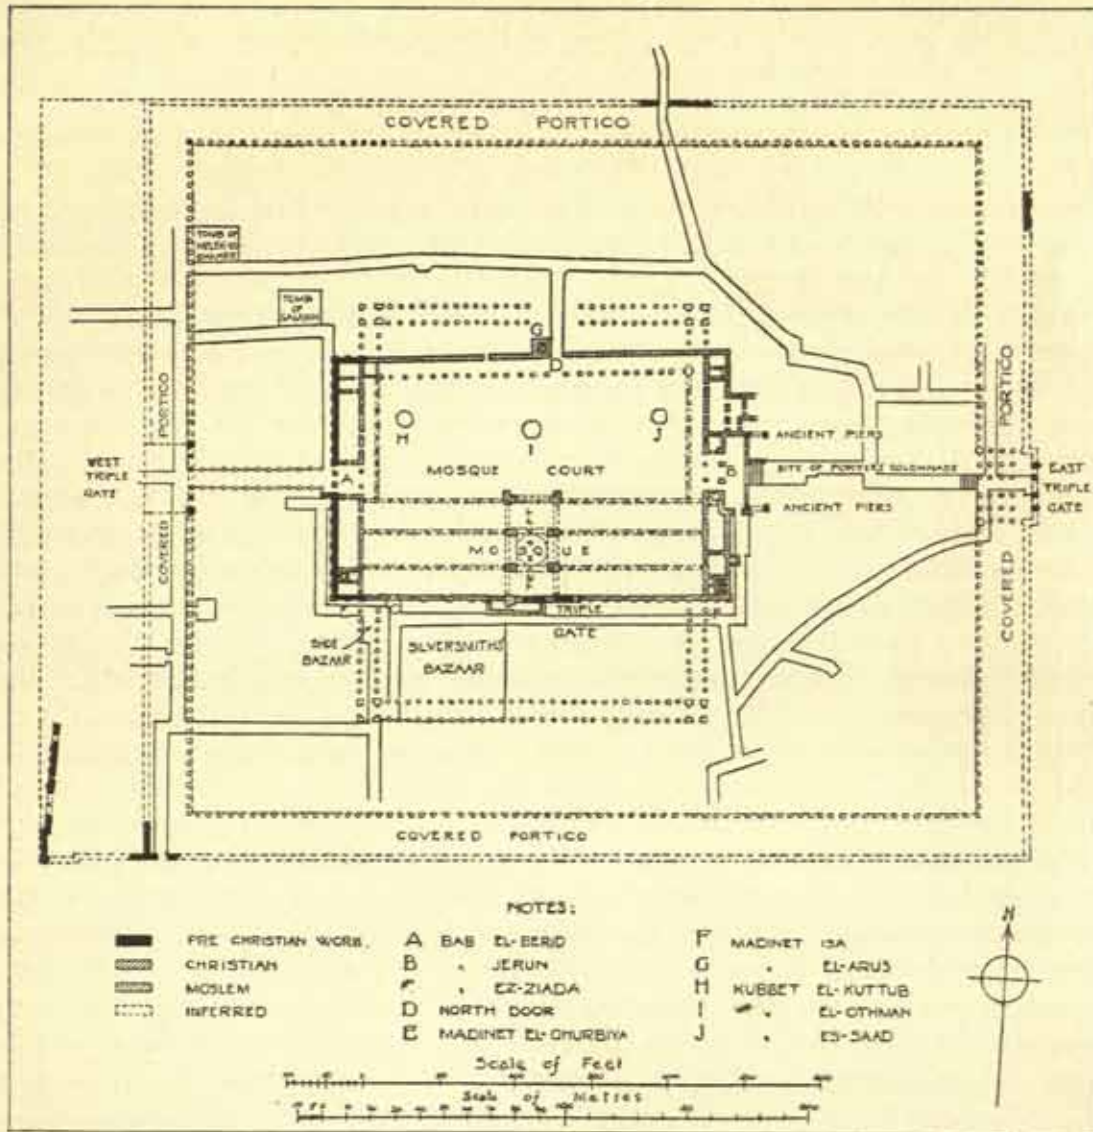 COVERED PORTICO
TOMB OF
TOMB
OF
G
D
PORTICO
PORTICO
H
I
J
ANCIENT PIERS
WEST
TRIPLE
GATE
A
MOSQUE COURT
B
SITE OF COLONNADE
EAST
TRIPLE
GATE
ANCIENT PIERS
MOSQUE
COVERED
COVERED
TRIPLE
GATE
SHOE
BAZAAR
SILVERSMITHS'
BAZAAR
COVERED PORTICO
NOTES:
N
PRE CHRISTIAN WORK.
CHRISTIAN
MOSLEM
INFERRED
A BAB EL-BERID
B " JERUN
" EZ-ZIADA
D NORTH DOOR
E MADINET EL-GHURBIYA
F MADINET ISA
G " EL-ARUS
H KUBBET EL-KUTTUB
I " EL-OTHMAN
J " ES-SAAD
Scale of Feet
Scale of Metres